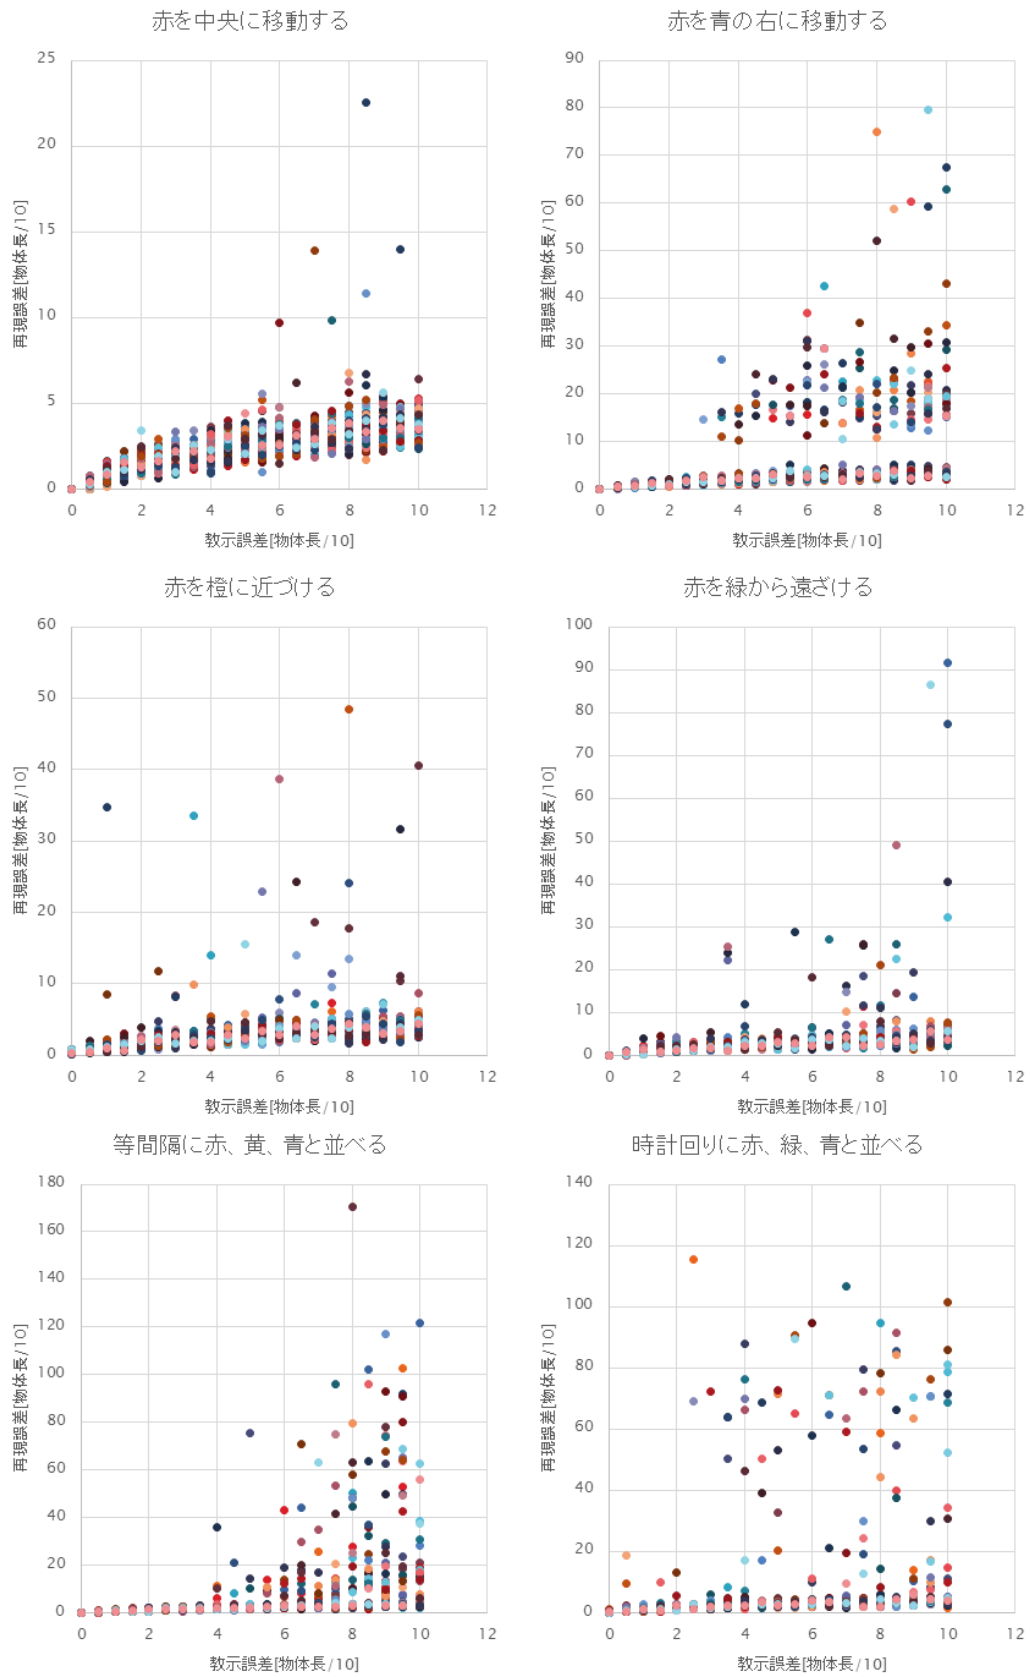 赤を中央に移動する
25
20
15
10
5
0
0 2 4 6 8 10 12
再現誤差[物体長/10]
教示誤差[物体長/10]
赤を青の右に移動する
90
80
70
60
50
40
30
20
10
0
0 2 4 6 8 10 12
再現誤差[物体長/10]
教示誤差[物体長/10]
赤を橙に近づける
60
50
40
30
20
10
0
0 2 4 6 8 10 12
再現誤差[物体長/10]
教示誤差[物体長/10]
赤を緑から遠ざける
100
90
80
70
60
50
40
30
20
10
0
0 2 4 6 8 10 12
再現誤差[物体長/10]
教示誤差[物体長/10]
等間隔に赤、黄、青と並べる
180
160
140
120
100
80
60
40
20
0
0 2 4 6 8 10 12
再現誤差[物体長/10]
教示誤差[物体長/10]
時計回りに赤、緑、青と並べる
140
120
100
80
60
40
20
0
0 2 4 6 8 10 12
再現誤差[物体長/10]
教示誤差[物体長/10]